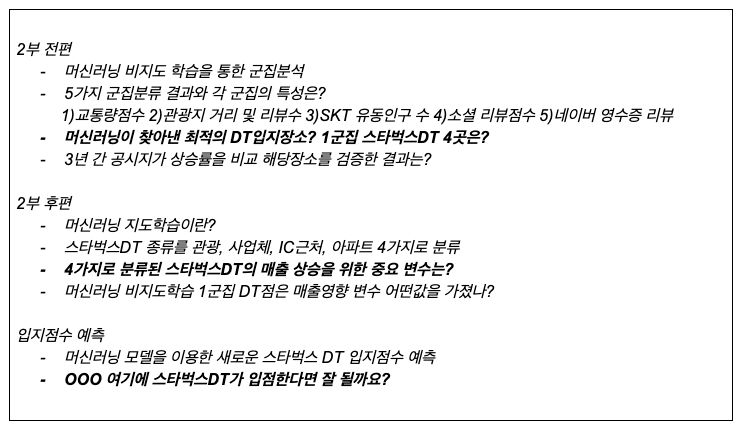 2부 전편
- 머신러닝 비지도 학습을 통한 군집분석
- 5가지 군집분류 결과와 각 군집의 특성은?
1)교통량점수 2)관광지 거리 및 리뷰수 3)SKT 유동인구 수 4)소셜 리뷰점수 5)네이버 영수증 리뷰
- 머신러닝이 찾아낸 최적의 DT입지장소? 1군집 스타벅스DT 4곳은?
- 3년 간 공시지가 상승률을 비교 해당장소를 검증한 결과는?
2부 후편
- 머신러닝 지도학습이란?
- 스타벅스DT 종류를 관광, 사업체, IC근처, 아파트 4가지로 분류
- 4가지로 분류된 스타벅스DT의 매출 상승을 위한 중요 변수는?
- 머신러닝 비지도학습 1군집 DT점은 매출영향 변수 어떤값을 가졌나?
입지점수 예측
- 머신러닝 모델을 이용한 새로운 스타벅스 DT 입지점수 예측
- OOO 여기에 스타벅스DT가 입점한다면 잘 될까요?